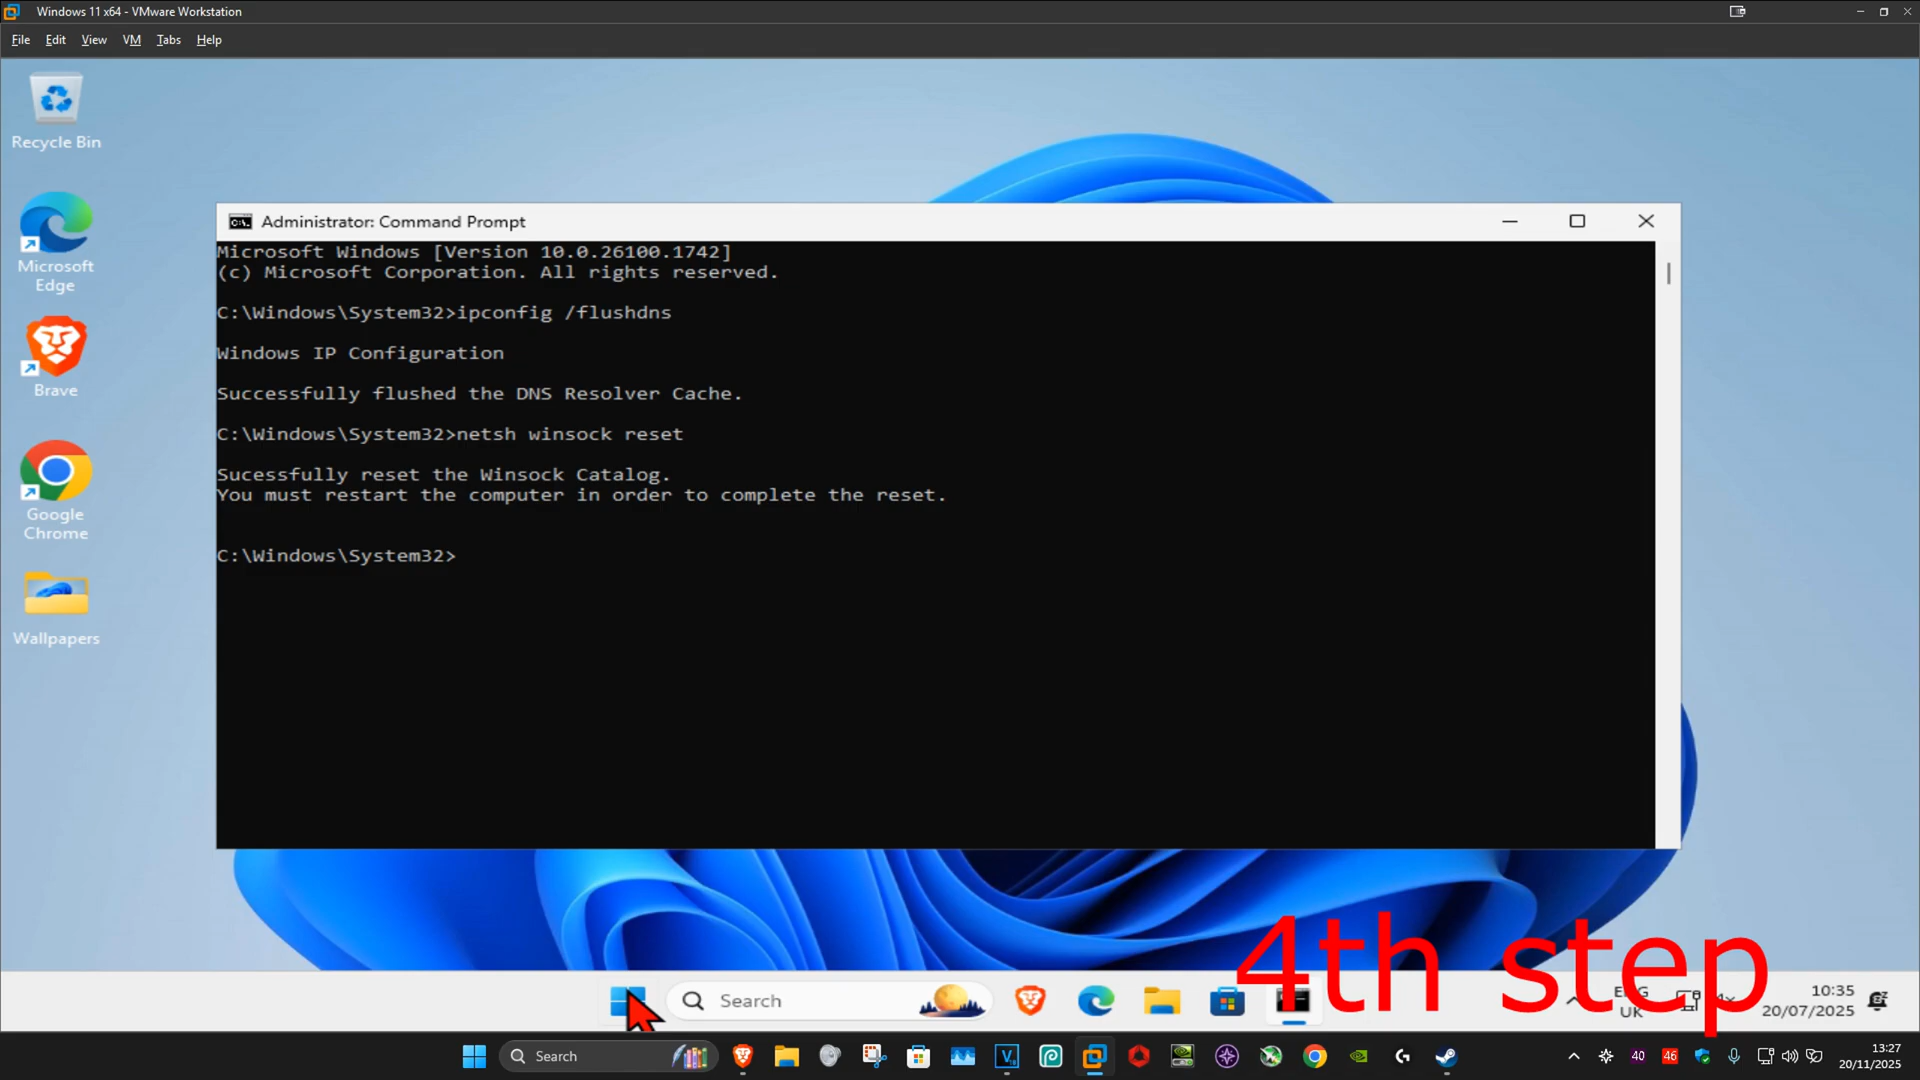 Windows 11 x64 - VMware Workstation
File Edit View VM Tabs Help
Recycle Bin
Microsoft
Edge
Brave
Google
Chrome
Wallpapers
Administrator: Command Prompt
Microsoft Windows [Version 10.0.26100.1742]
(c) Microsoft Corporation. All rights reserved.
C:\Windows\System32>ipconfig /flushdns
Windows IP Configuration
Successfully flushed the DNS Resolver Cache.
C:\Windows\System32>netsh winsock reset
Sucessfully reset the Winsock Catalog.
You must restart the computer in order to complete the reset.
C:\Windows\System32>
4th step
Search
ENG
UK
10:35
20/07/2025
Search
40
46
13:27
20/11/2025